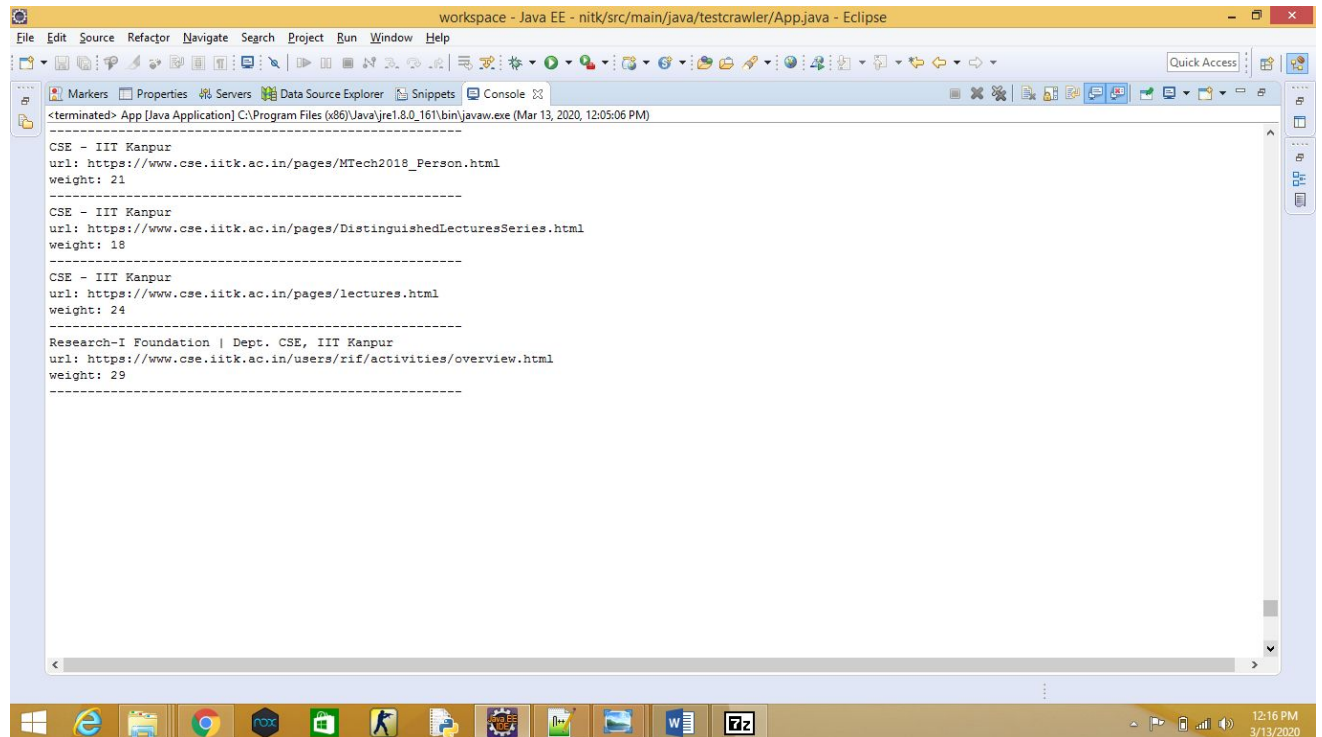 workspace - Java EE - nitk/src/main/java/testcrawler/App.java - Eclipse
File Edit Source Refactor Navigate Search Project Run Window Help
Quick Access
Markers Properties Servers Data Source Explorer Snippets Console
<terminated> App [Java Application] C:\Program Files (x86)\Java\jre1.8.0_161\bin\javaw.exe (Mar 13, 2020, 12:05:06 PM)
------------------------------------------------------
CSE - IIT Kanpur
url: https://www.cse.iitk.ac.in/pages/MTech2018_Person.html
weight: 21
------------------------------------------------------
CSE - IIT Kanpur
url: https://www.cse.iitk.ac.in/pages/DistinguishedLecturesSeries.html
weight: 18
------------------------------------------------------
CSE - IIT Kanpur
url: https://www.cse.iitk.ac.in/pages/lectures.html
weight: 24
------------------------------------------------------
Research-I Foundation | Dept. CSE, IIT Kanpur
url: https://www.cse.iitk.ac.in/users/rif/activities/overview.html
weight: 29
------------------------------------------------------
nox
Java EE
IDE
7z
12:16 PM
3/13/2020